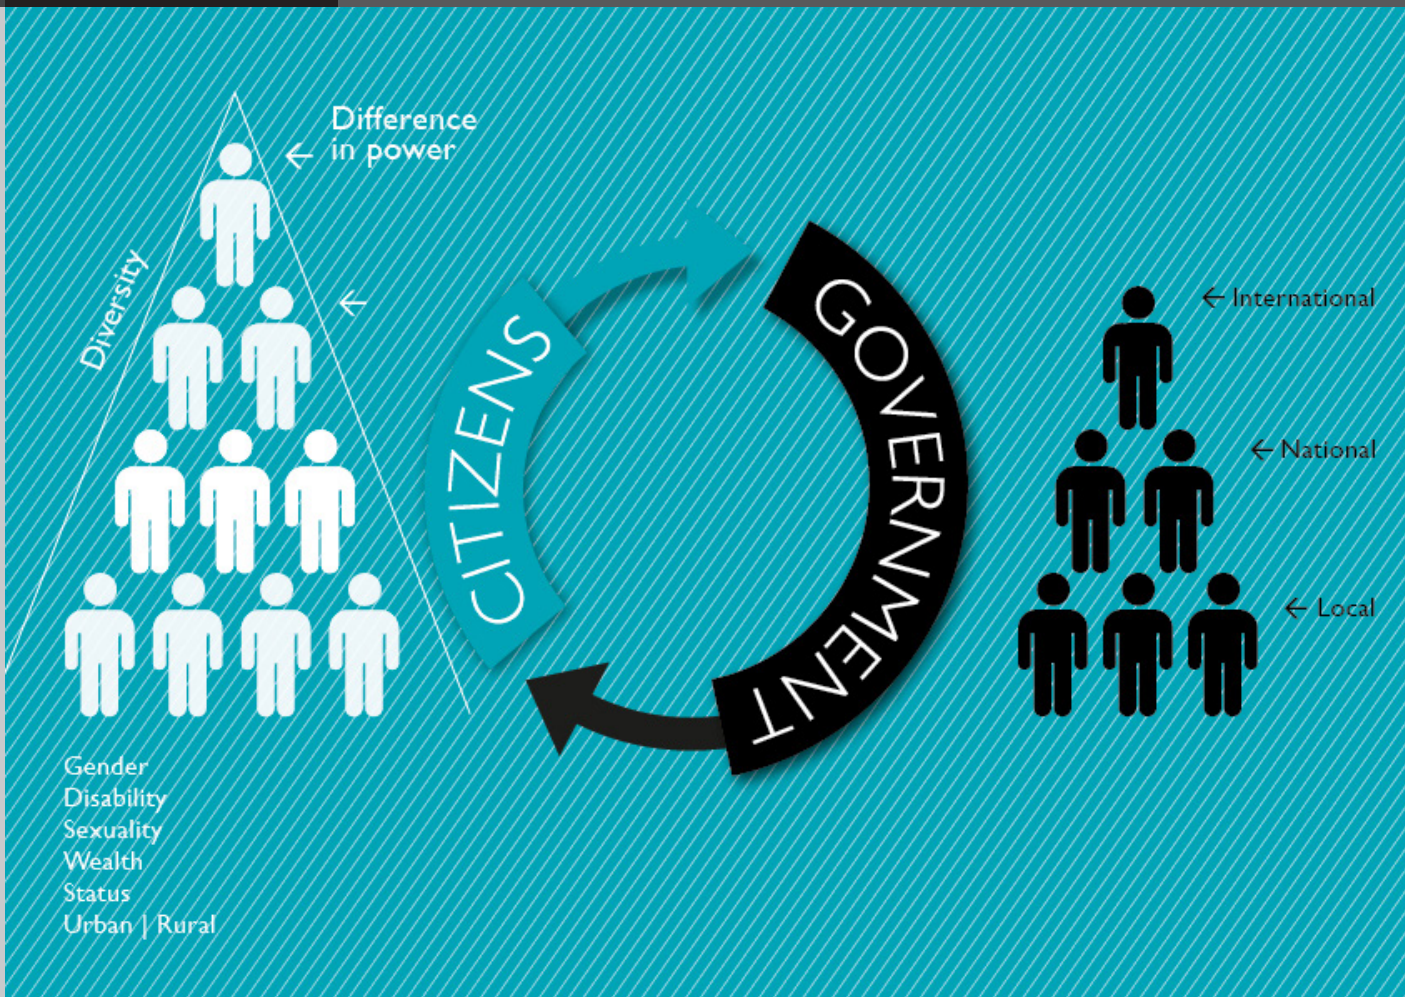 Difference
← in power
Diversity
←
CITIZENS
GOVERNMENT
← International
← National
← Local
Gender
Disability
Sexuality
Wealth
Status
Urban | Rural